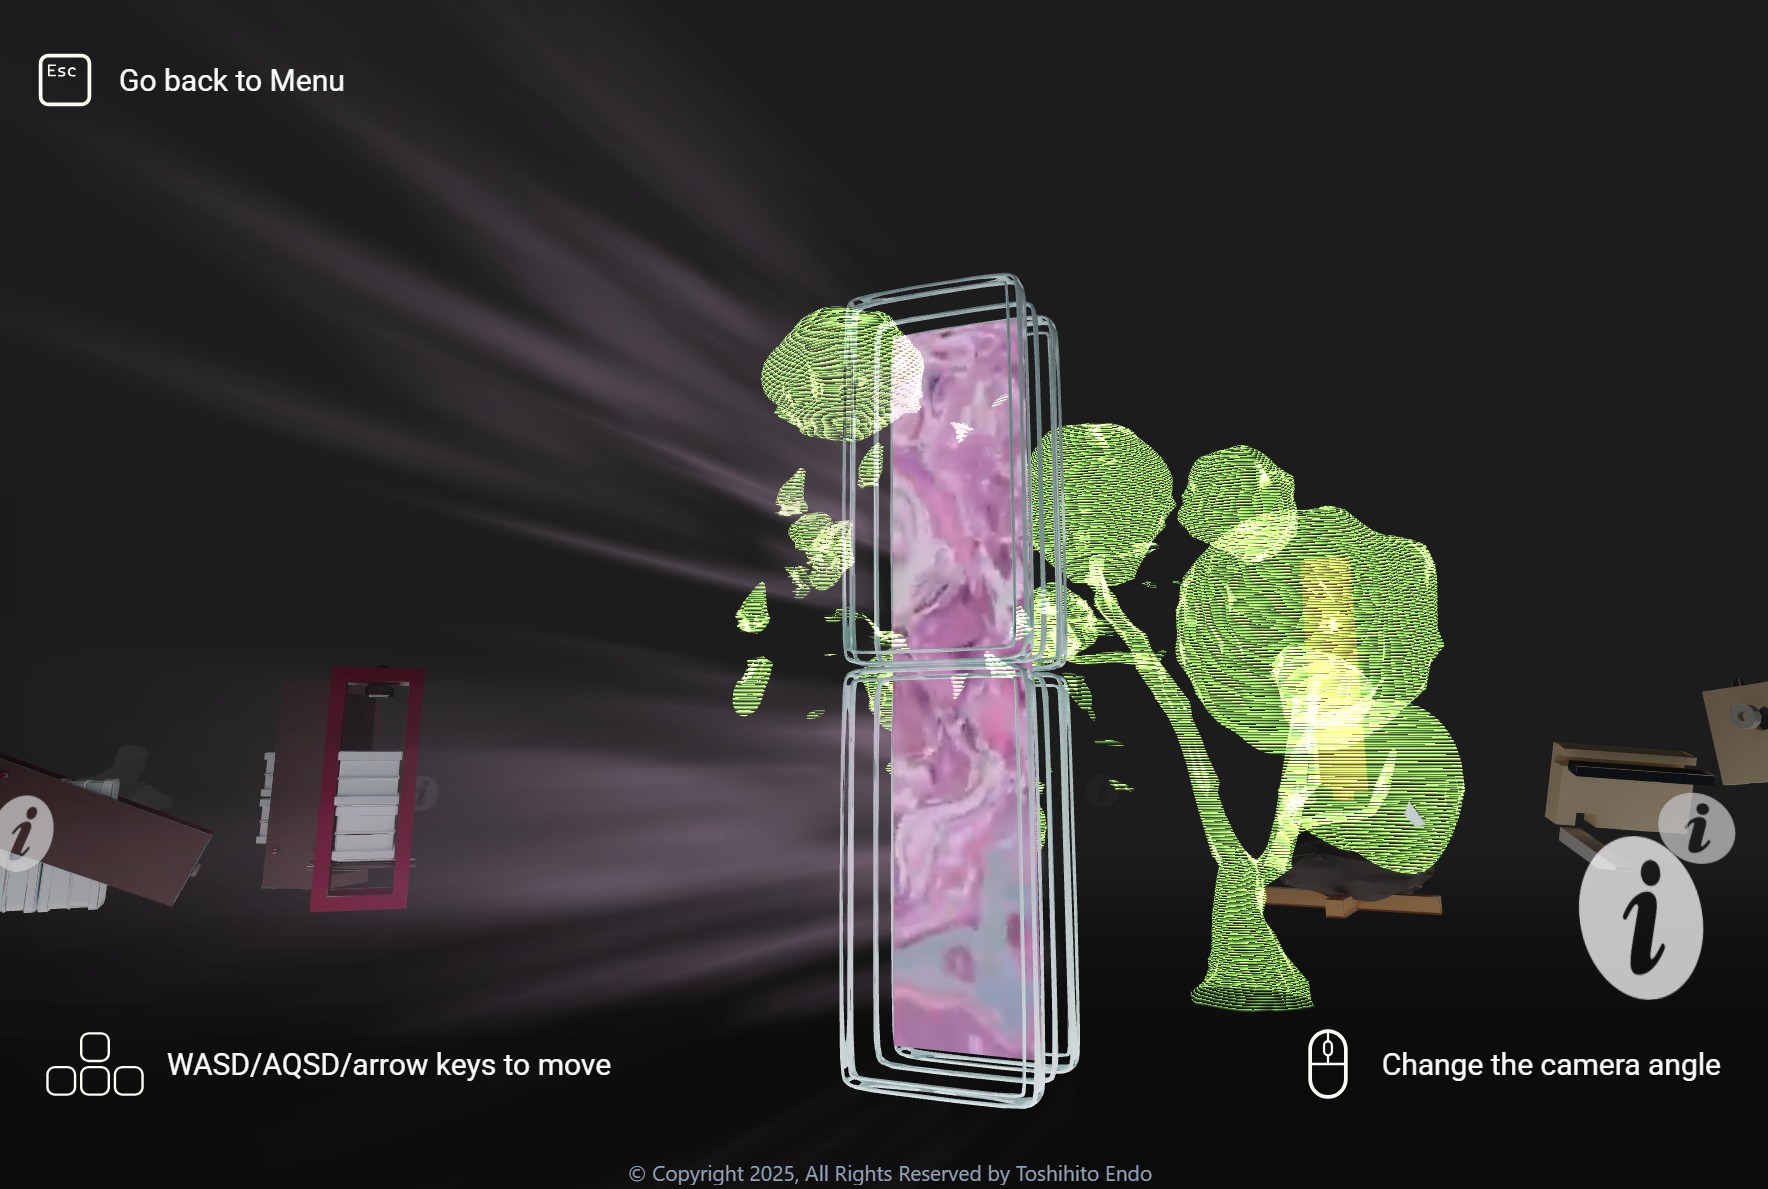 Esc
Go back to Menu
i
i
i
i
i
WASD/AQSD/arrow keys to move
Change the camera angle
© Copyright 2025, All Rights Reserved by Toshihito Endo